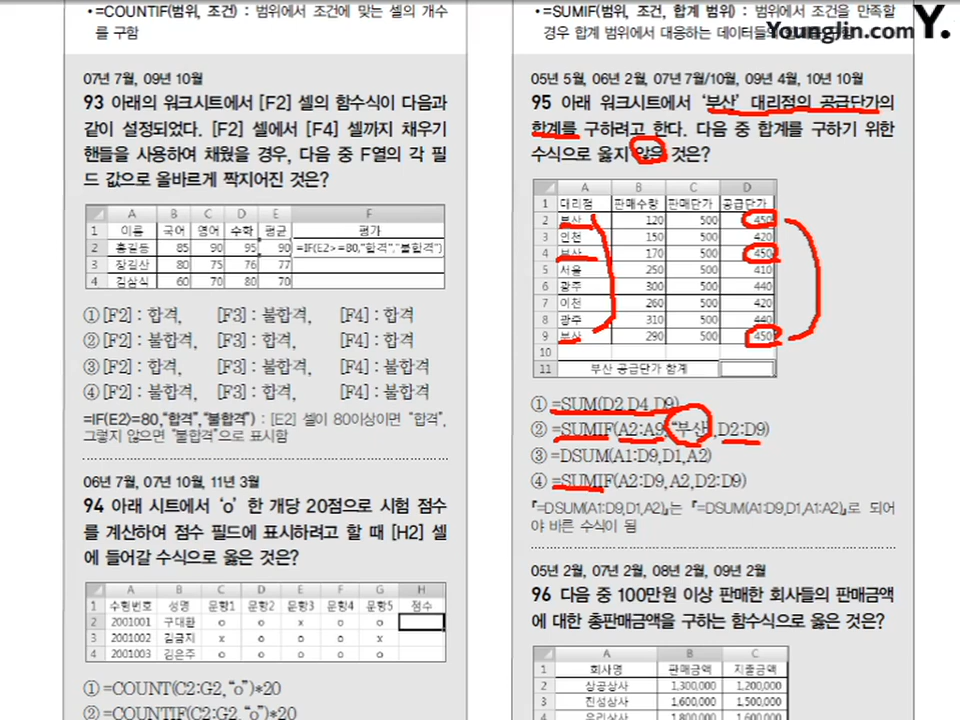 • =COUNTIF(범위, 조건) : 범위에서 조건에 맞는 셀의 개수
를 구함
07년 7월, 09년 10월
93 아래의 워크시트에서 [F2] 셀의 함수식이 다음과
같이 설정되었다. [F2] 셀에서 [F4] 셀까지 채우기
핸들을 사용하여 채웠을 경우, 다음 중 F열의 각 필
드 값으로 올바르게 짝지어진 것은?
A B C D E F
1 이름 국어 영어 수학 평균 평가
2 홍길동 85 90 95 90 =IF(E2>=80,"합격","불합격")
3 장길산 80 75 76 77
4 김삼식 60 70 80 70
① [F2] : 합격, [F3] : 불합격, [F4] : 합격
② [F2] : 불합격, [F3] : 불합격, [F4] : 합격
③ [F2] : 합격, [F3] : 불합격, [F4] : 불합격
④ [F2] : 불합격, [F3] : 합격, [F4] : 불합격
=IF(E2)=80,“합격”,“불합격”) : [E2] 셀이 80이상이면 “합격”,
그렇지 않으면 “불합격”으로 표시함
06년 7월, 07년 10월, 11년 3월
94 아래 시트에서 ‘o’ 한 개당 20점으로 시험 점수
를 계산하여 점수 필드에 표시하려고 할 때 [H2] 셀
에 들어갈 수식으로 옳은 것은?
A B C D E F G H
1 수험번호 성명 문항1 문항2 문항3 문항4 문항5 점수
2 2001001 구대환 o o x o o
3 2001002 김금지 x o o o x
4 2001003 김은주 o o o o o
① =COUNT(C2:G2,“o”)*20
② =COUNTIF(C2:G2,“o”)*20
• =SUMIF(범위, 조건, 합계 범위) : 범위에서 조건을 만족할
경우 합계 범위에서 대응하는 데이터들의
YoungJin.com Y.
05년 5월, 06년 2월, 07년 7월/10월, 09년 4월, 10년 10월
95 아래 워크시트에서 ‘부산’ 대리점의 공급단가의
합계를 구하려고 한다. 다음 중 합계를 구하기 위한
수식으로 옳지 않은 것은?
A B C D
1 대리점 판매수량 판매단가 공급단가
2 부산 120 500 450
3 인천 150 500 420
4 부산 170 500 450
5 서울 250 500 410
6 광주 300 500 440
7 이천 260 500 420
8 광주 310 500 440
9 부산 290 500 450
10
11 부산 공급단가 합계
① =SUM(D2,D4,D9)
② =SUMIF(A2:A9,“부산”,D2:D9)
③ =DSUM(A1:D9,D1,A2)
④ =SUMIF(A2:D9,A2,D2:D9)
『=DSUM(A1:D9,D1,A2)』는 『=DSUM(A1:D9,D1,A1:A2)』로 되어
야 바른 수식이 됨
05년 2월, 07년 2월, 08년 2월, 09년 2월
96 다음 중 100만원 이상 판매한 회사들의 판매금액
에 대한 총판매금액을 구하는 함수식으로 옳은 것은?
A B C
1 회사명 판매금액 지출금액
2 상공상사 1,300,000 1,200,000
3 진성상사 1,600,000 1,500,000
4 우리상사 1,800,000 1,600,000